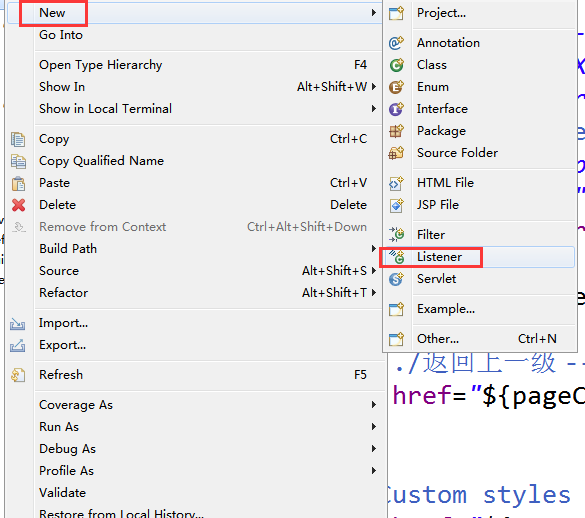 New
Go Into
Open Type Hierarchy F4
Show In Alt+Shift+W
Show in Local Terminal
Copy Ctrl+C
Copy Qualified Name
Paste Ctrl+V
Delete Delete
Remove from Context Ctrl+Alt+Shift+Down
Build Path
Source Alt+Shift+S
Refactor Alt+Shift+T
Import...
Export...
Refresh F5
Coverage As
Run As
Debug As
Profile As
Validate
Restore from Local History...
Project...
Annotation
Class
Enum
Interface
Package
Source Folder
HTML File
JSP File
Filter
Listener
Servlet
Example...
Other... Ctrl+N
./返回上一级 --
href="${pageC
Custom styles